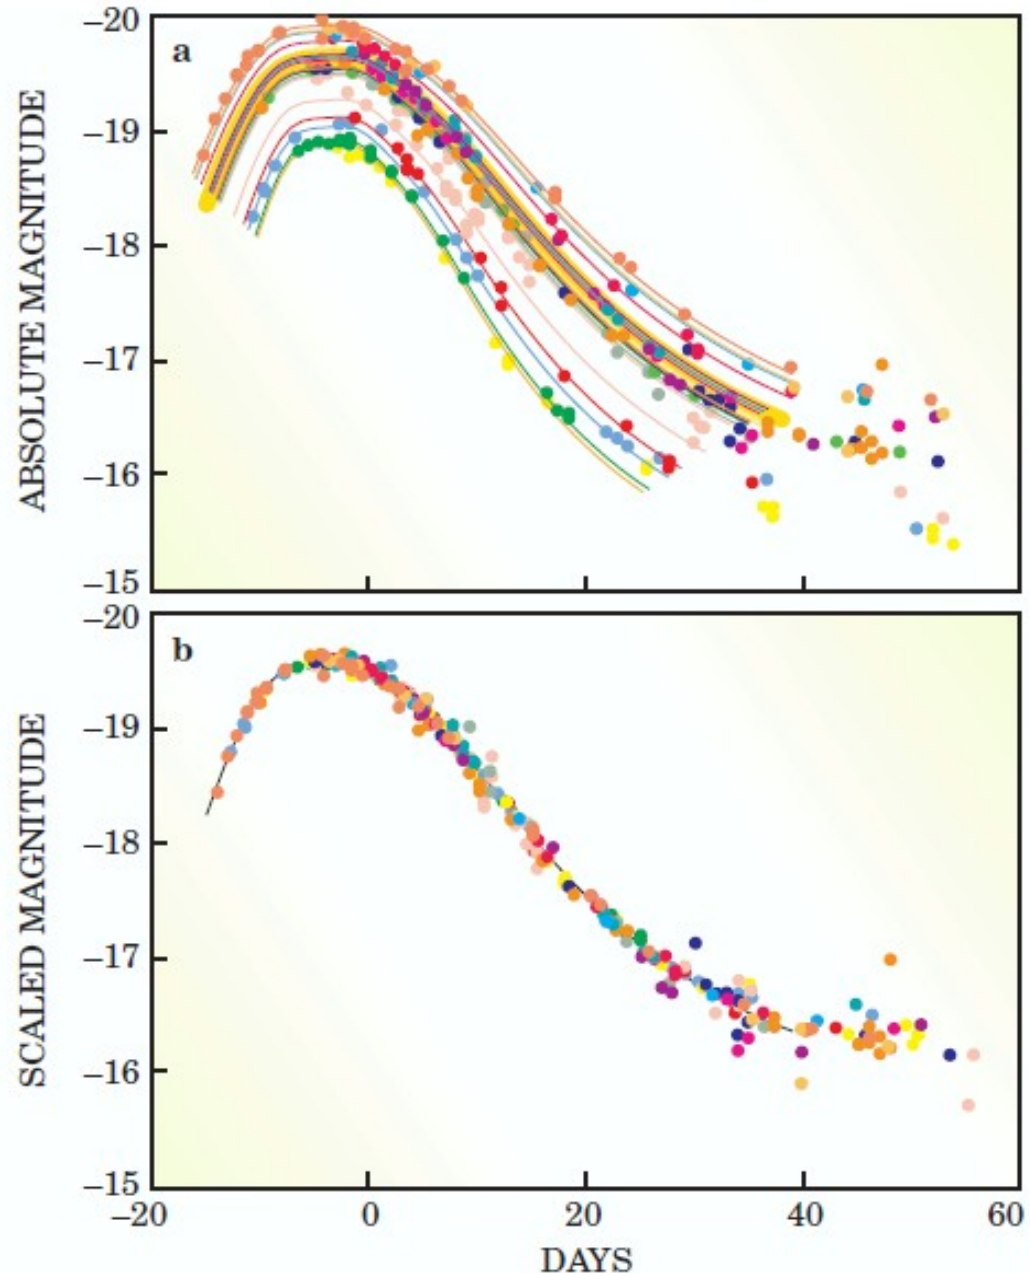 a
ABSOLUTE MAGNITUDE
–20
–19
–18
–17
–16
–15
b
SCALED MAGNITUDE
–20
–19
–18
–17
–16
–15
–20 0 20 40 60
DAYS